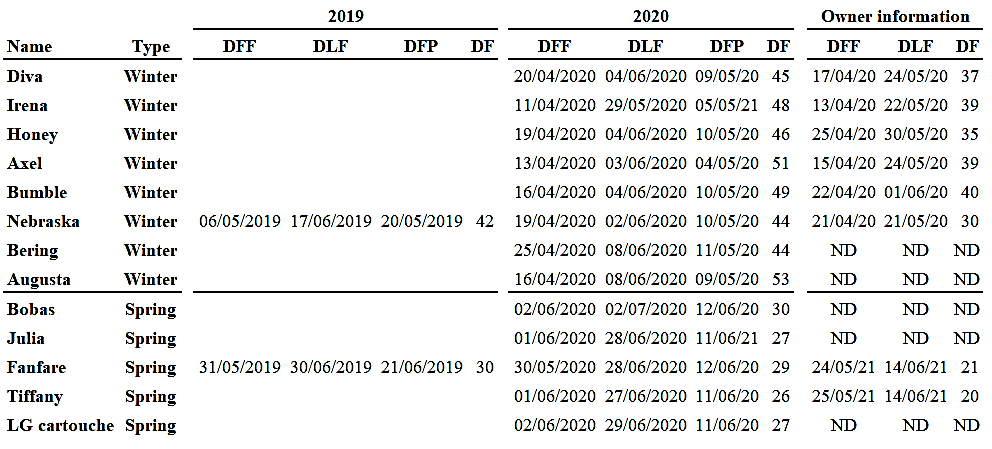 2019 2020 Owner information
Name Type DFF DLF DFP DF DFF DLF DFP DF DFF DLF DF
Diva Winter 20/04/2020 04/06/2020 09/05/20 45 17/04/20 24/05/20 37
Irena Winter 11/04/2020 29/05/2020 05/05/21 48 13/04/20 22/05/20 39
Honey Winter 19/04/2020 04/06/2020 10/05/20 46 25/04/20 30/05/20 35
Axel Winter 13/04/2020 03/06/2020 04/05/20 51 15/04/20 24/05/20 39
Bumble Winter 16/04/2020 04/06/2020 10/05/20 49 22/04/20 01/06/20 40
Nebraska Winter 06/05/2019 17/06/2019 20/05/2019 42 19/04/2020 02/06/2020 10/05/20 44 21/04/20 21/05/20 30
Bering Winter 25/04/2020 08/06/2020 11/05/20 44 ND ND ND
Augusta Winter 16/04/2020 08/06/2020 09/05/20 53 ND ND ND
Bobas Spring 02/06/2020 02/07/2020 12/06/20 30 ND ND ND
Julia Spring 01/06/2020 28/06/2020 11/06/21 27 ND ND ND
Fanfare Spring 31/05/2019 30/06/2019 21/06/2019 30 30/05/2020 28/06/2020 12/06/20 29 24/05/21 14/06/21 21
Tiffany Spring 01/06/2020 27/06/2020 11/06/20 26 25/05/21 14/06/21 20
LG cartouche Spring 02/06/2020 29/06/2020 11/06/20 27 ND ND ND